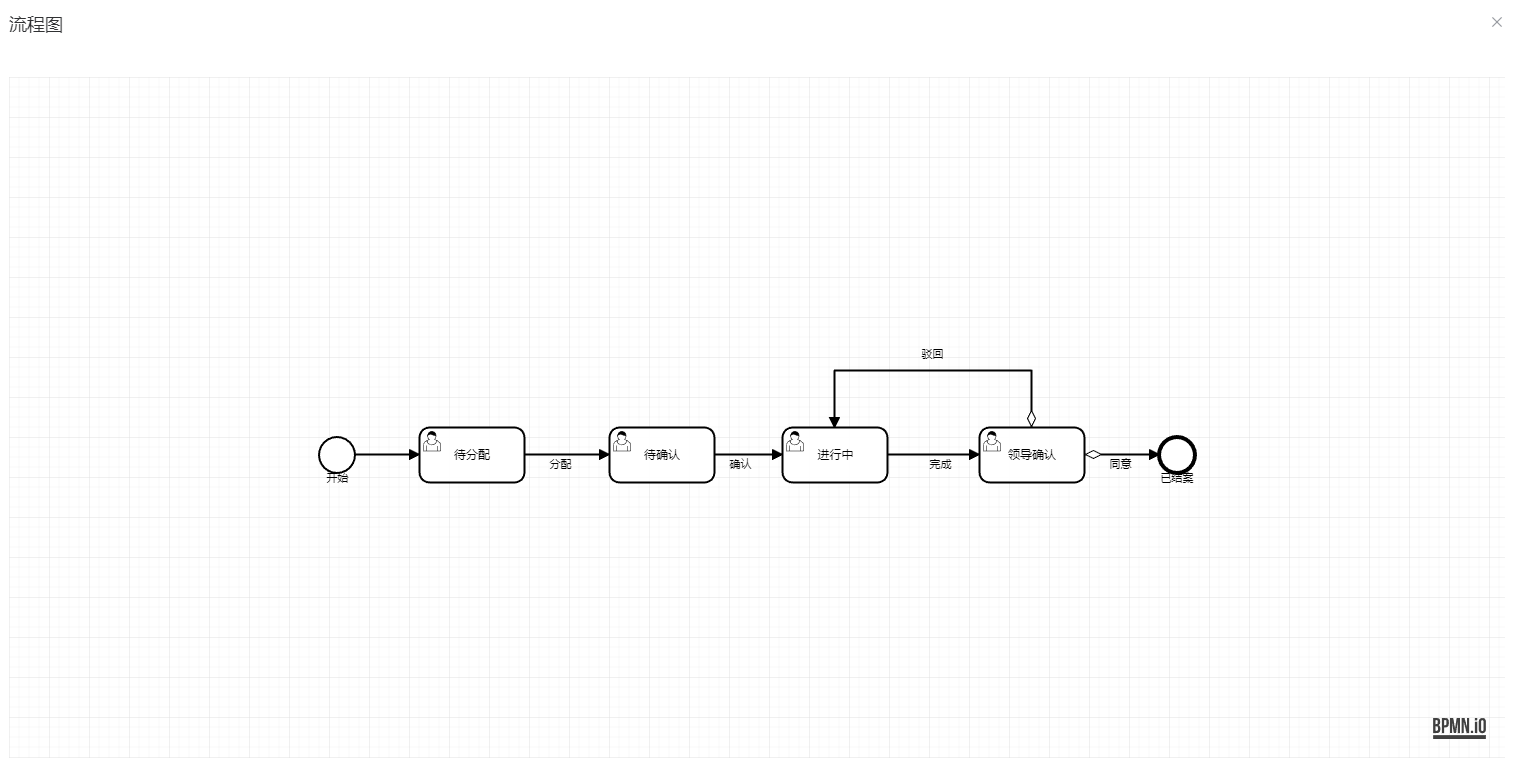 流程图
驳回
待分配
待确认
进行中
领导确认
分配
确认
完成
同意
开始
已结案
BPMN.iO